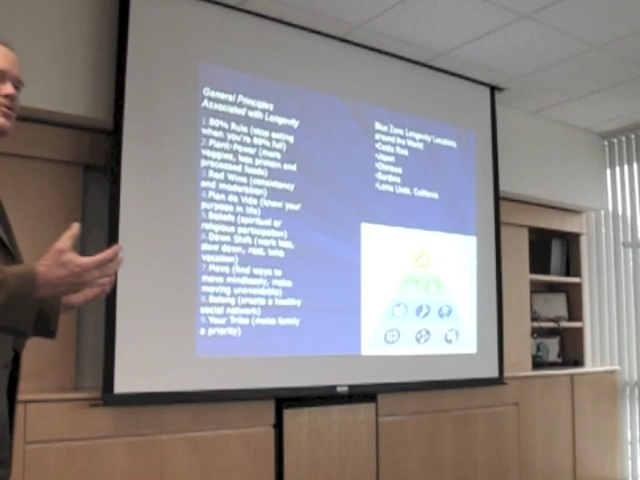 General Principles
Associated with Longevity
1. 80% Rule (stop eating
when you're 80% full)
2. Plant-Power (more
veggies, less protein and
processed foods)
3. Red Wine (consistency
and moderation)
4. Plan de Vida (know your
purpose in life)
5. Beliefs (spiritual or
religious participation)
6. Down Shift (work less,
slow down, rest, take
vacation)
7. Move (find ways to
move mindlessly, make
moving unavoidable)
8. Belong (create a healthy
social network)
9. Your Tribe (make family
a priority)
Blue Zone Longevity Locations
around the World:
•Costa Rica
•Japan
•Okinawa
•Sardinia
•Loma Linda, California